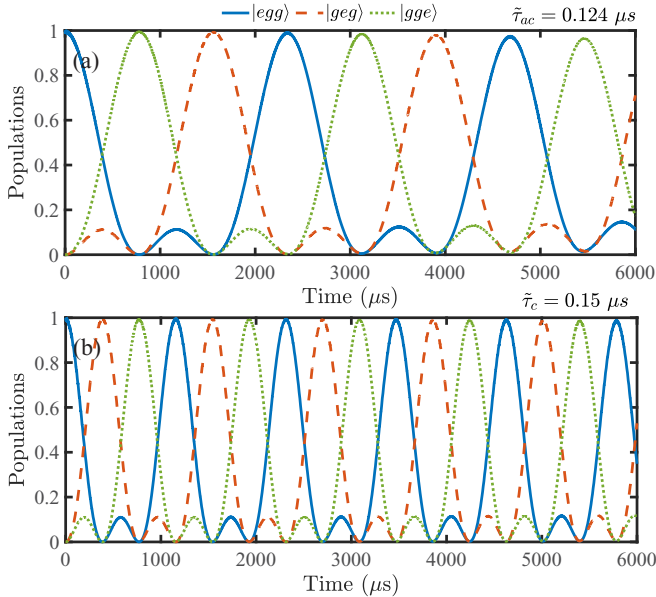 |egg⟩ |geg⟩ |gge⟩ τ̃ac = 0.124 μs
(a)
Populations
1
0.8
0.6
0.4
0.2
0
0 1000 2000 3000 4000 5000 6000
Time (μs)
τ̃c = 0.15 μs
(b)
Populations
1
0.8
0.6
0.4
0.2
0
0 1000 2000 3000 4000 5000 6000
Time (μs)